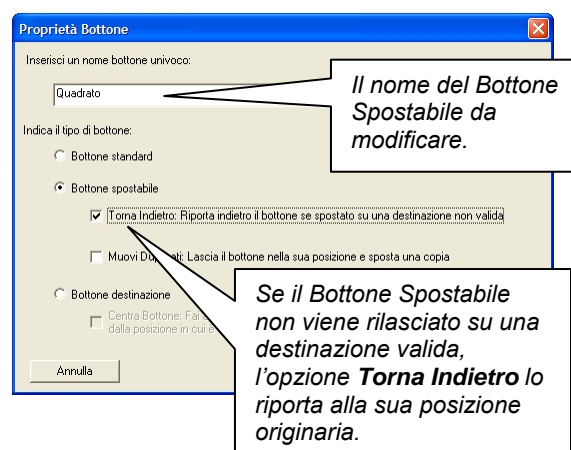 Proprietà Bottone
Inserisci un nome bottone univoco:
Quadrato
Il nome del Bottone
Spostabile da
modificare.
Indica il tipo di bottone:
Bottone standard
Bottone spostabile
Torna Indietro: Riporta indietro il bottone se spostato su una destinazione non valida
Muovi Du ati: Lascia il bottone nella sua posizione e sposta una copia
Bottone destinazione
Centra Bottone: Fai
dalla posizione in cui è
Annulla
Se il Bottone Spostabile
non viene rilasciato su una
destinazione valida,
l’opzione Torna Indietro lo
riporta alla sua posizione
originaria.